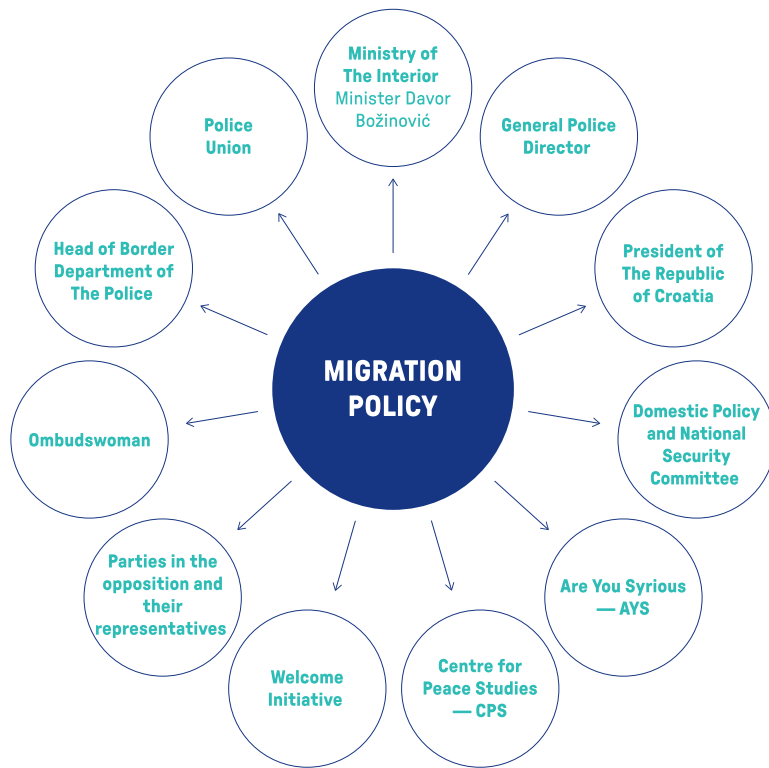 Ministry of
The Interior
Minister Davor
Božinović
General Police
Director
President of
The Republic
of Croatia
Domestic Policy
and National
Security
Committee
Are You Syrious
— AYS
Centre for
Peace Studies
— CPS
Welcome
Initiative
Parties in the
opposition and
their
representatives
Ombudswoman
Head of Border
Department of
The Police
Police
Union
MIGRATION
POLICY